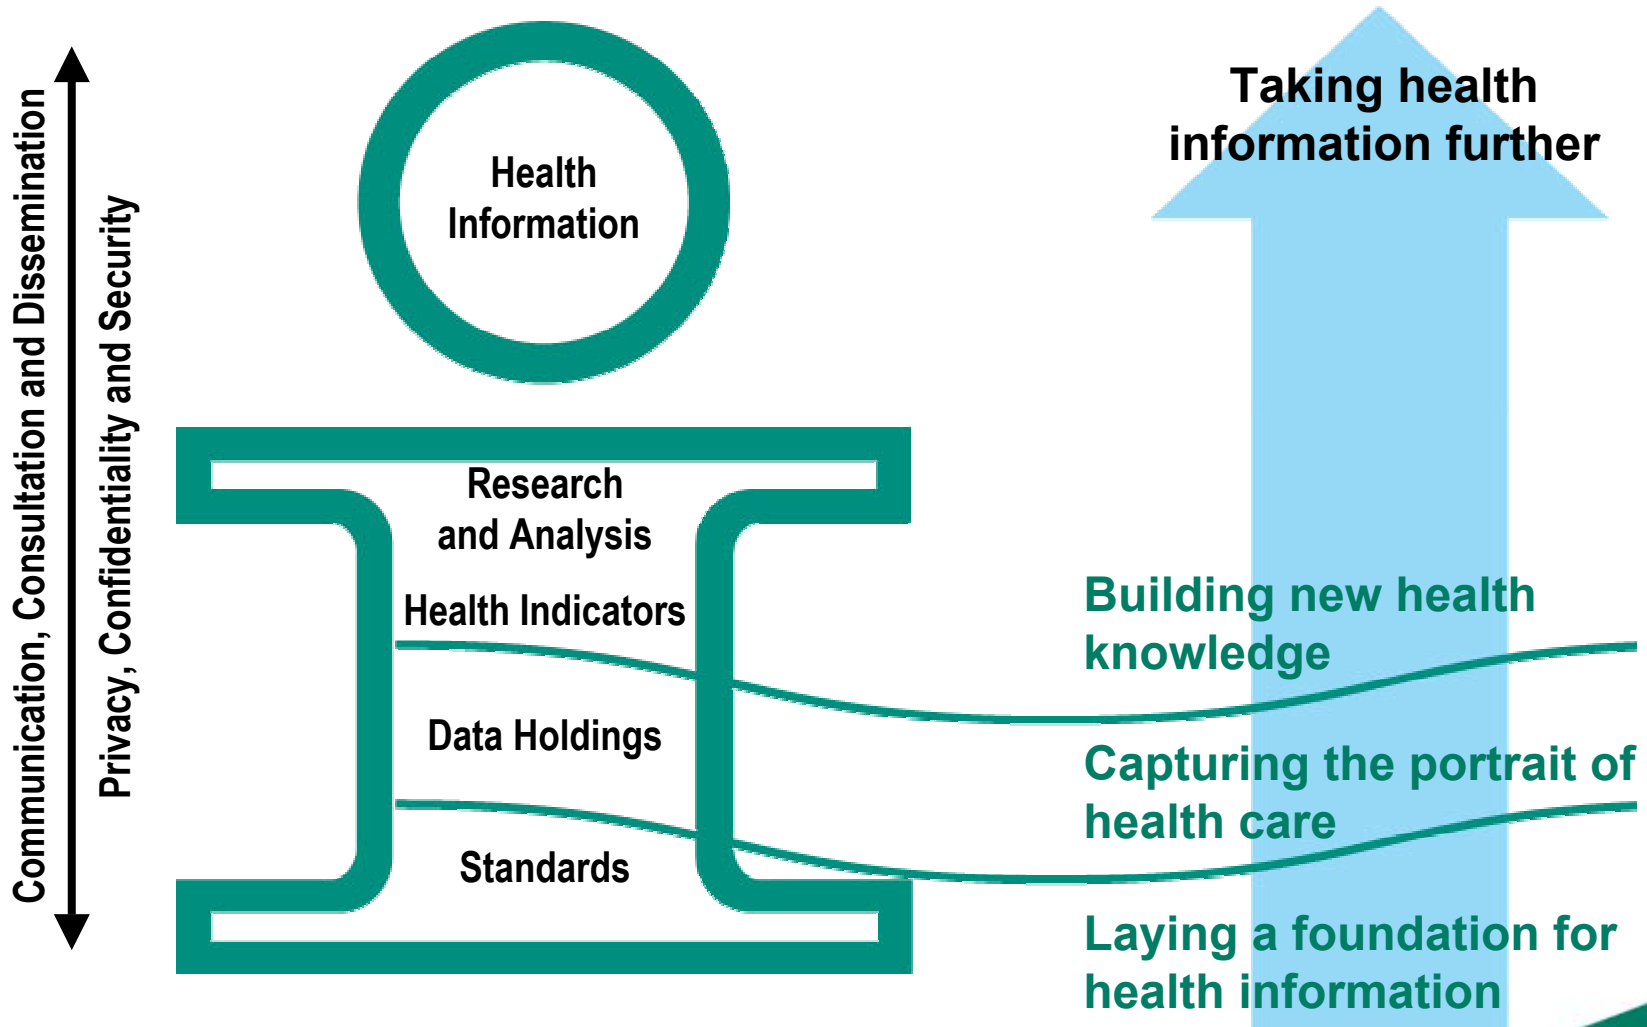 Communication, Consultation and Dissemination
Privacy, Confidentiality and Security
Health
Information
Research
and Analysis
Health Indicators
Data Holdings
Standards
Taking health
information further
Building new health
knowledge
Capturing the portrait of
health care
Laying a foundation for
health information